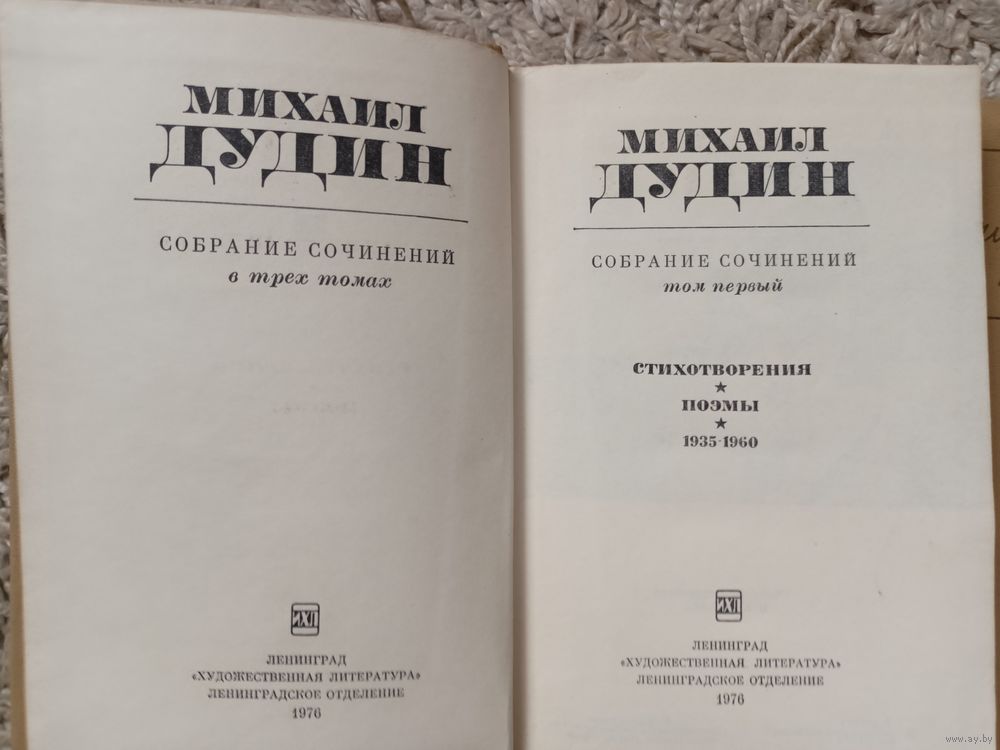 МИХАИЛ
ДУДИН
СОБРАНИЕ СОЧИНЕНИЙ
в трех томах
ИХЛ
ЛЕНИНГРАД
«ХУДОЖЕСТВЕННАЯ ЛИТЕРАТУРА»
ЛЕНИНГРАДСКОЕ ОТДЕЛЕНИЕ
1976
МИХАИЛ
ДУДИН
СОБРАНИЕ СОЧИНЕНИЙ
том первый
СТИХОТВОРЕНИЯ
★
ПОЭМЫ
★
1935-1960
ИХЛ
ЛЕНИНГРАД
«ХУДОЖЕСТВЕННАЯ ЛИТЕРАТУРА»
ЛЕНИНГРАДСКОЕ ОТДЕЛЕНИЕ
1976
www.ay.by